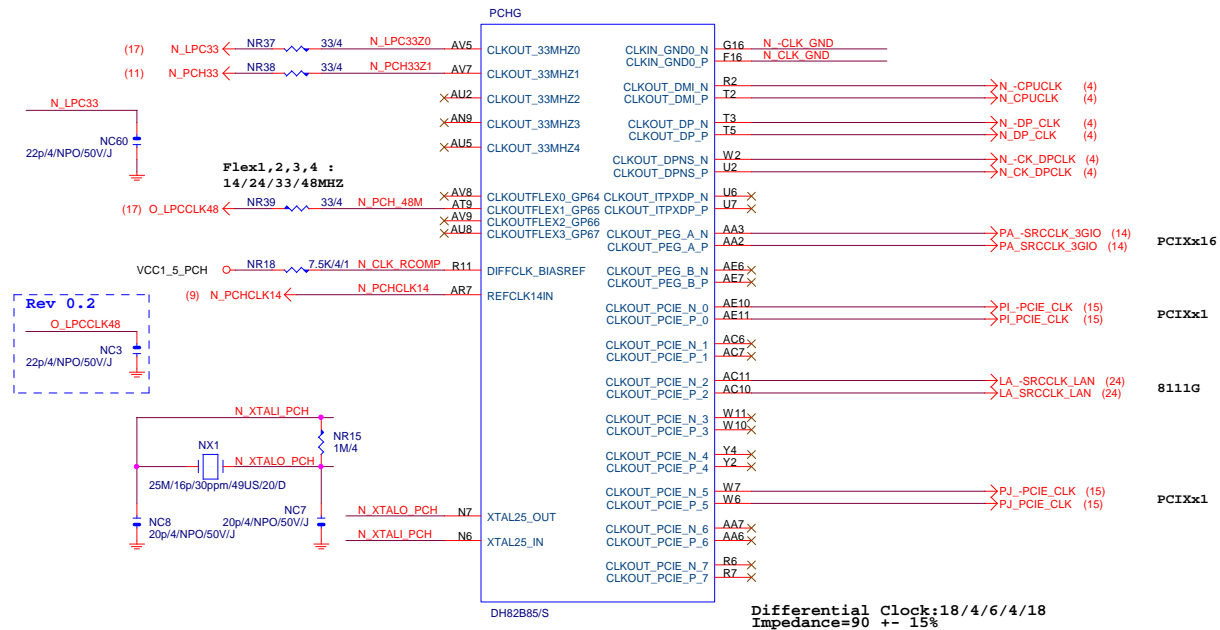 PCHG
(17) N_LPC33 NR37 33/4 N_LPC33Z0 AV5 CLKOUT_33MHZ0
(11) N_PCH33 NR38 33/4 N_PCH33Z1 AV7 CLKOUT_33MHZ1
AU2 CLKOUT_33MHZ2
AN9 CLKOUT_33MHZ3
AU5 CLKOUT_33MHZ4
N_LPC33
NC60
22p/4/NPO/50V/J
Flex1,2,3,4 :
14/24/33/48MHZ
AV8 CLKOUTFLEX0_GP64
(17) O_LPCCLK48 NR39 33/4 N_PCH_48M AT9 CLKOUTFLEX1_GP65
AV9 CLKOUTFLEX2_GP66
AU8 CLKOUTFLEX3_GP67
VCC1_5_PCH NR18 7.5K/4/1 N_CLK_RCOMP R11 DIFFCLK_BIASREF
(9) N_PCHCLK14 N_PCHCLK14 AR7 REFCLK14IN
Rev 0.2
O_LPCCLK48
NC3
22p/4/NPO/50V/J
N_XTALI_PCH
NR15
1M/4
NX1
N_XTALO_PCH
25M/16p/30ppm/49US/20/D
NC8
20p/4/NPO/50V/J
NC7
20p/4/NPO/50V/J
N_XTALO_PCH N7 XTAL25_OUT
N_XTALI_PCH N6 XTAL25_IN
CLKIN_GND0_N G16 N_-CLK_GND
CLKIN_GND0_P F16 N_CLK_GND
CLKOUT_DMI_N R2 N_-CPUCLK (4)
CLKOUT_DMI_P T2 N_CPUCLK (4)
CLKOUT_DP_N T3 N_-DP_CLK (4)
CLKOUT_DP_P T5 N_DP_CLK (4)
CLKOUT_DPNS_N W2 N_-CK_DPCLK (4)
CLKOUT_DPNS_P U2 N_CK_DPCLK (4)
CLKOUT_ITPXDP_N U6
CLKOUT_ITPXDP_P U7
CLKOUT_PEG_A_N AA3 PA_-SRCCLK_3GIO (14)
CLKOUT_PEG_A_P AA2 PA_SRCCLK_3GIO (14)
PCIXx16
CLKOUT_PEG_B_N AE6
CLKOUT_PEG_B_P AE7
CLKOUT_PCIE_N_0 AE10 PI_-PCIE_CLK (15)
CLKOUT_PCIE_P_0 AE11 PI_PCIE_CLK (15)
PCIXx1
CLKOUT_PCIE_N_1 AC6
CLKOUT_PCIE_P_1 AC7
CLKOUT_PCIE_N_2 AC11 LA_-SRCCLK_LAN (24)
CLKOUT_PCIE_P_2 AC10 LA_SRCCLK_LAN (24)
8111G
CLKOUT_PCIE_N_3 W11
CLKOUT_PCIE_P_3 W10
CLKOUT_PCIE_N_4 Y4
CLKOUT_PCIE_P_4 Y2
CLKOUT_PCIE_N_5 W7 PJ_-PCIE_CLK (15)
CLKOUT_PCIE_P_5 W6 PJ_PCIE_CLK (15)
PCIXx1
CLKOUT_PCIE_N_6 AA7
CLKOUT_PCIE_P_6 AA6
CLKOUT_PCIE_N_7 R6
CLKOUT_PCIE_P_7 R7
DH82B85/S
Differential Clock:18/4/6/4/18
Impedance=90 +- 15%